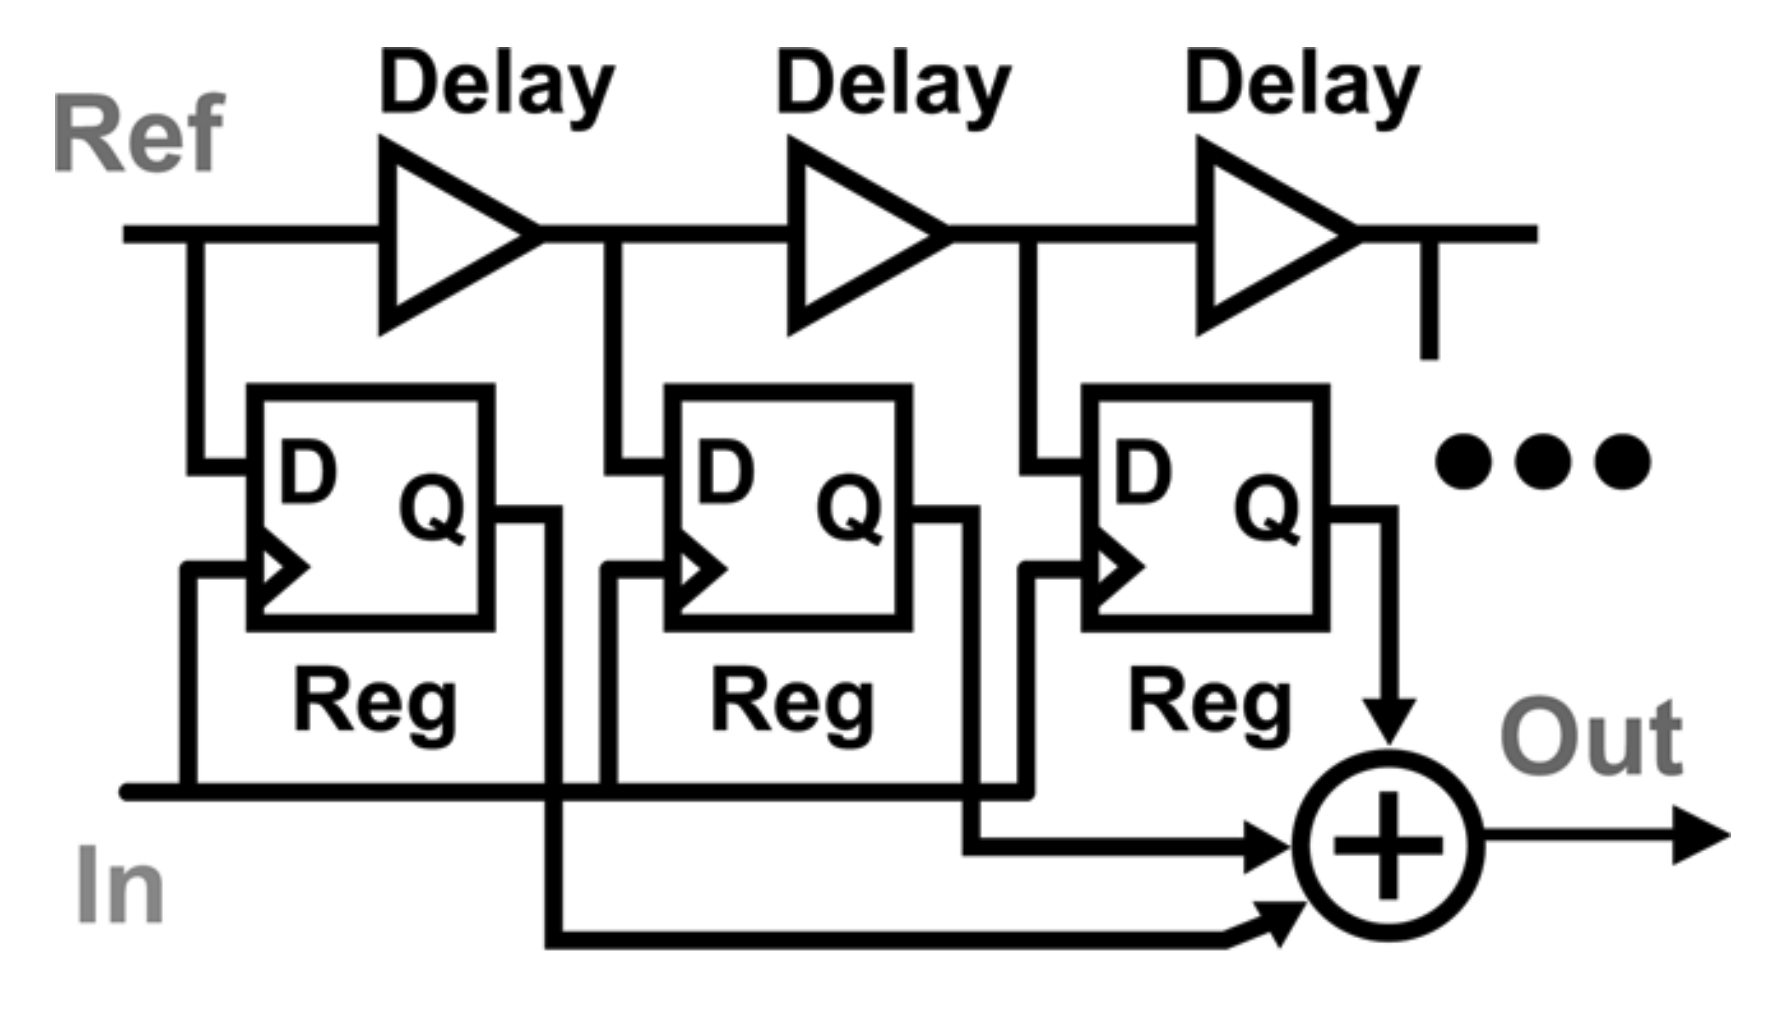 Delay Delay Delay
Ref
D Q D Q D Q
Reg Reg Reg
Out
In